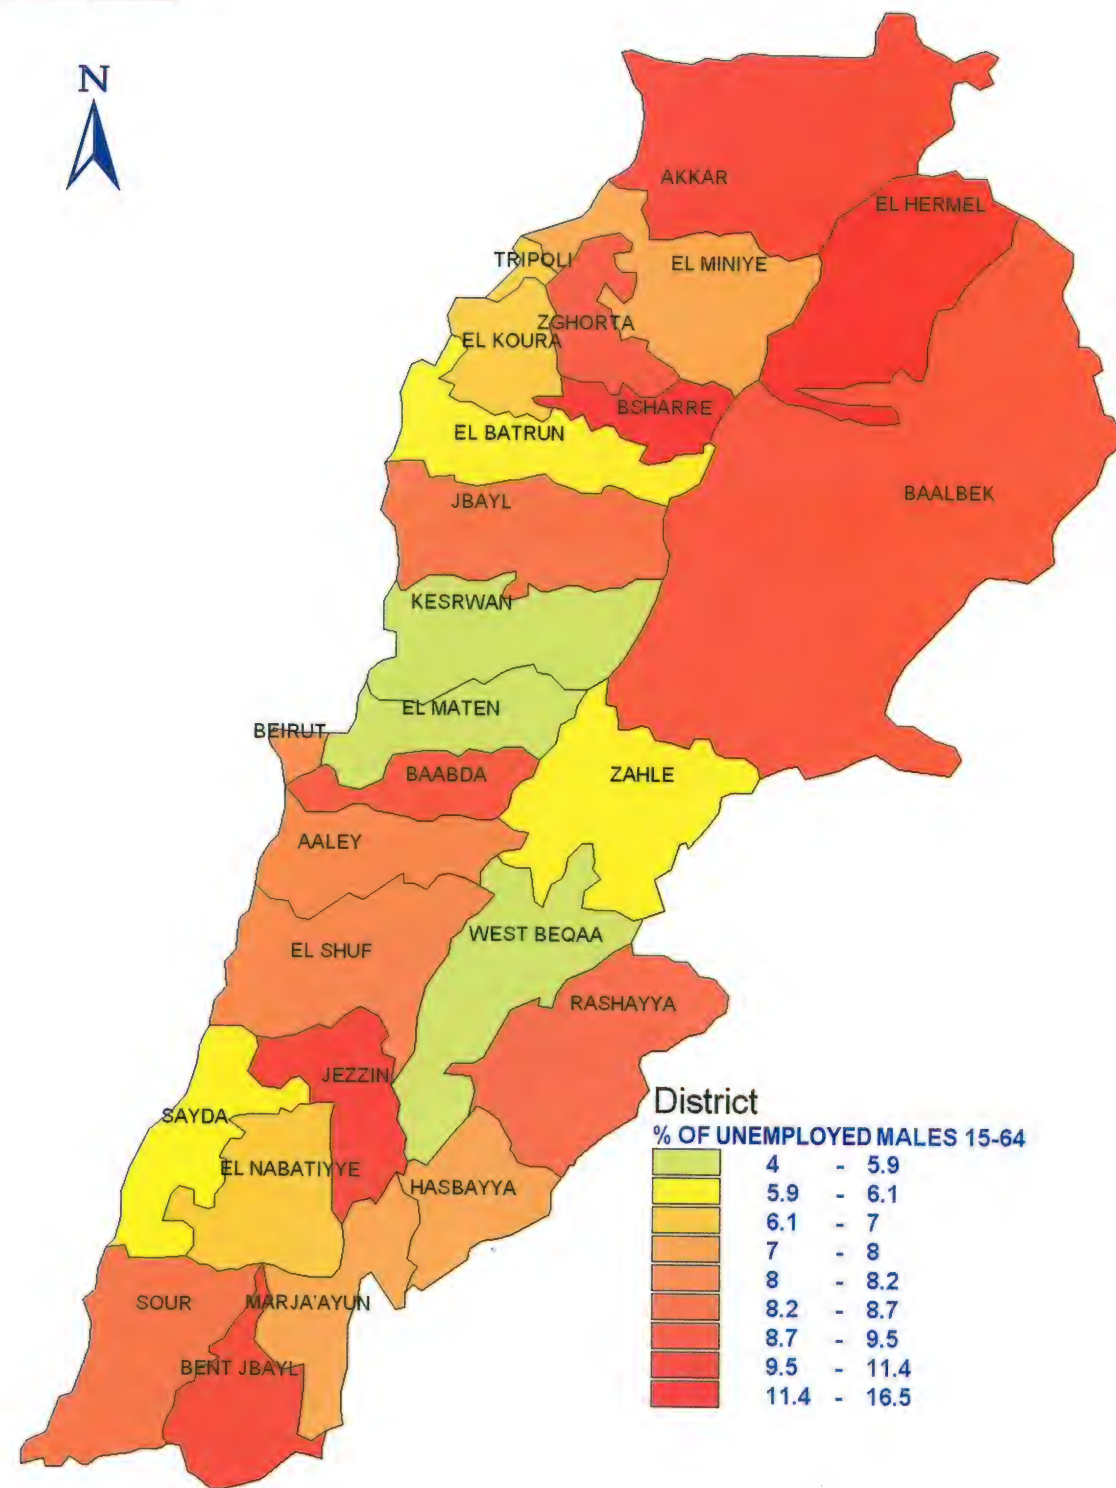 N
AKKAR
EL HERMEL
TRIPOLI
EL MINIYE
ZGHORTA
EL KOURA
BSHARRE
EL BATRUN
BAALBEK
JBAYL
KESRWAN
EL MATEN
BEIRUT
BAABDA
ZAHLE
AALEY
WEST BEQAA
EL SHUF
RASHAYYA
JEZZIN
SAYDA
EL NABATIYYE
HASBAYYA
SOUR
MARJA'AYUN
BENT JBAYL
District
% OF UNEMPLOYED MALES 15-64
4 - 5.9
5.9 - 6.1
6.1 - 7
7 - 8
8 - 8.2
8.2 - 8.7
8.7 - 9.5
9.5 - 11.4
11.4 - 16.5